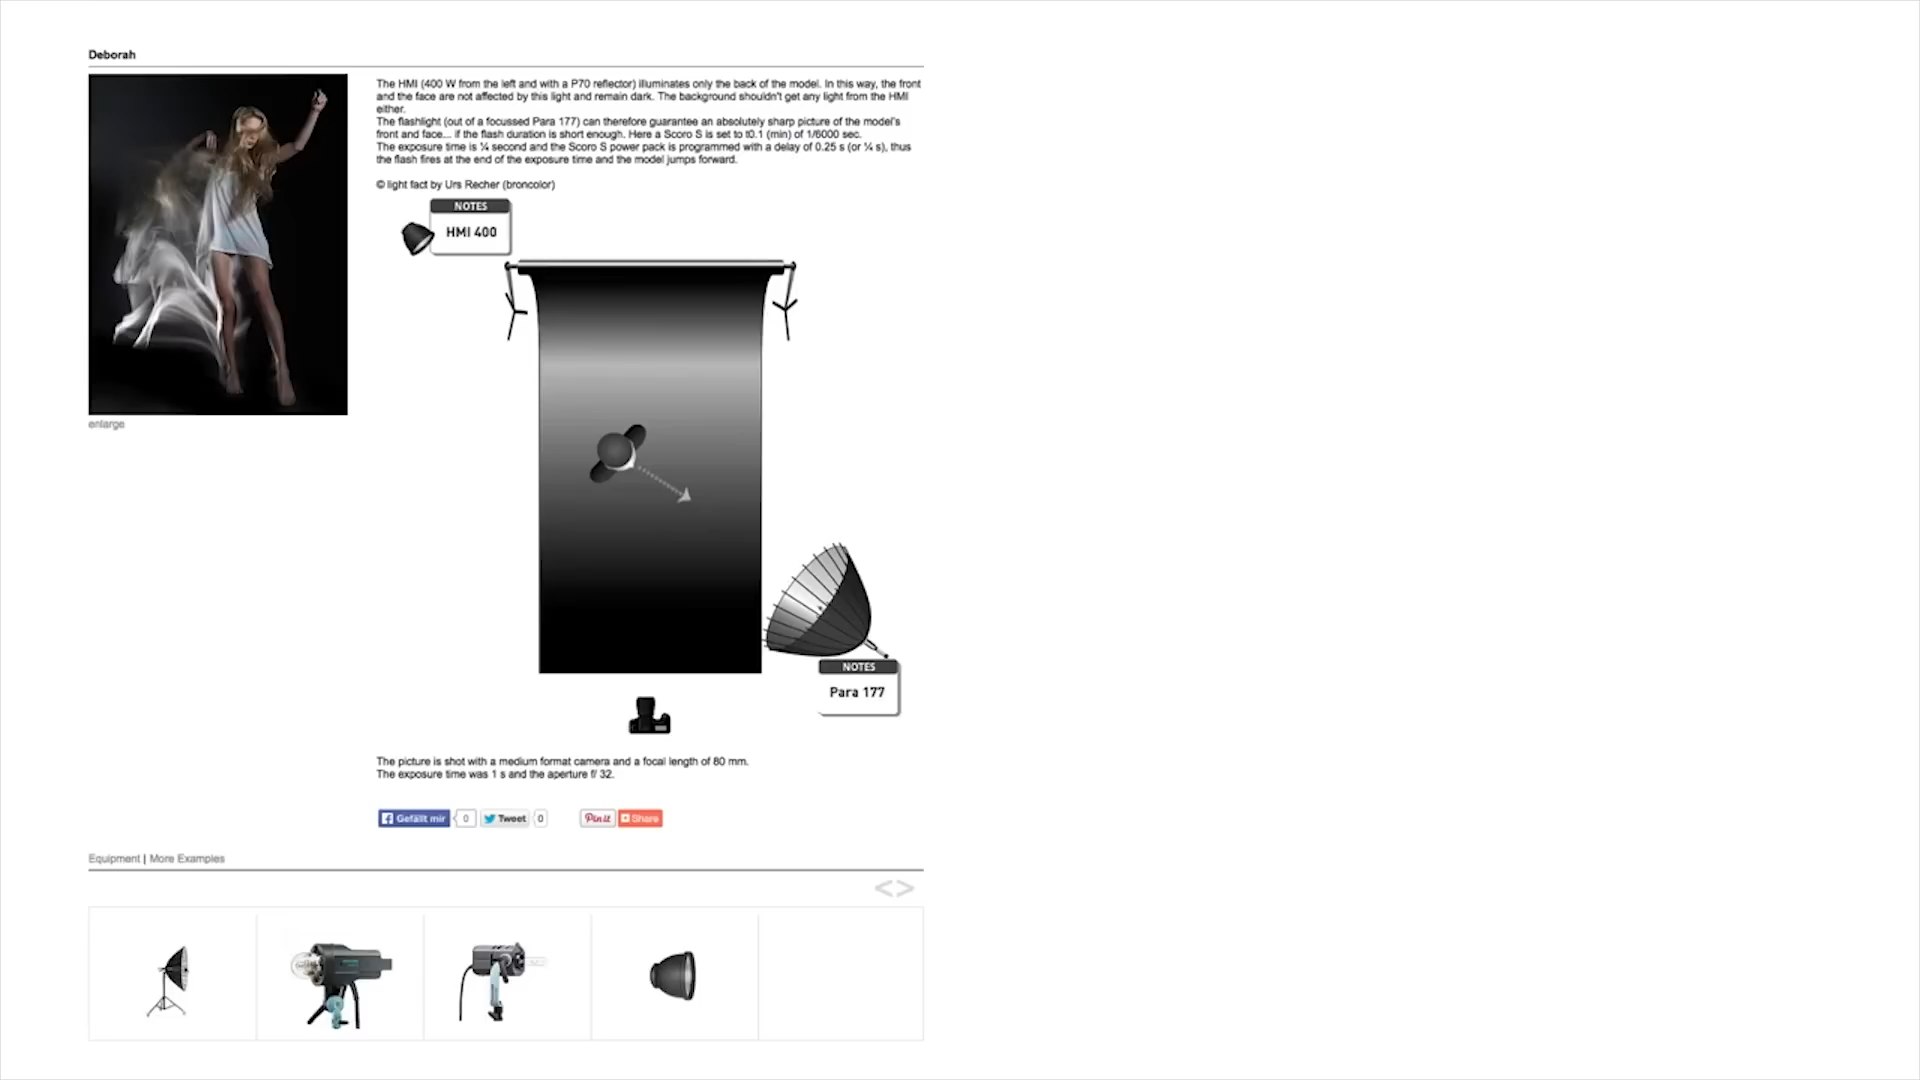 Deborah
The HMI (400 W from the left and with a P70 reflector) illuminates only the back of the model. In this way, the front
and the face are not affected by this light and remain dark. The background shouldn't get any light from the HMI
either.
The flashlight (out of a focussed Para 177) can therefore guarantee an absolutely sharp picture of the model's
front and face... if the flash duration is short enough. Here a Scoro S is set to t0.1 (min) of 1/6000 sec.
The exposure time is ¼ second and the Scoro S power pack is programmed with a delay of 0.25 s (or ¼ s), thus
the flash fires at the end of the exposure time and the model jumps forward.
© light fact by Urs Recher (broncolor)
NOTES
HMI 400
enlarge
NOTES
Para 177
The picture is shot with a medium format camera and a focal length of 80 mm.
The exposure time was 1 s and the aperture f/ 32.
Gefällt mir 0 Tweet 0 Pin it Share
Equipment | More Examples
< >